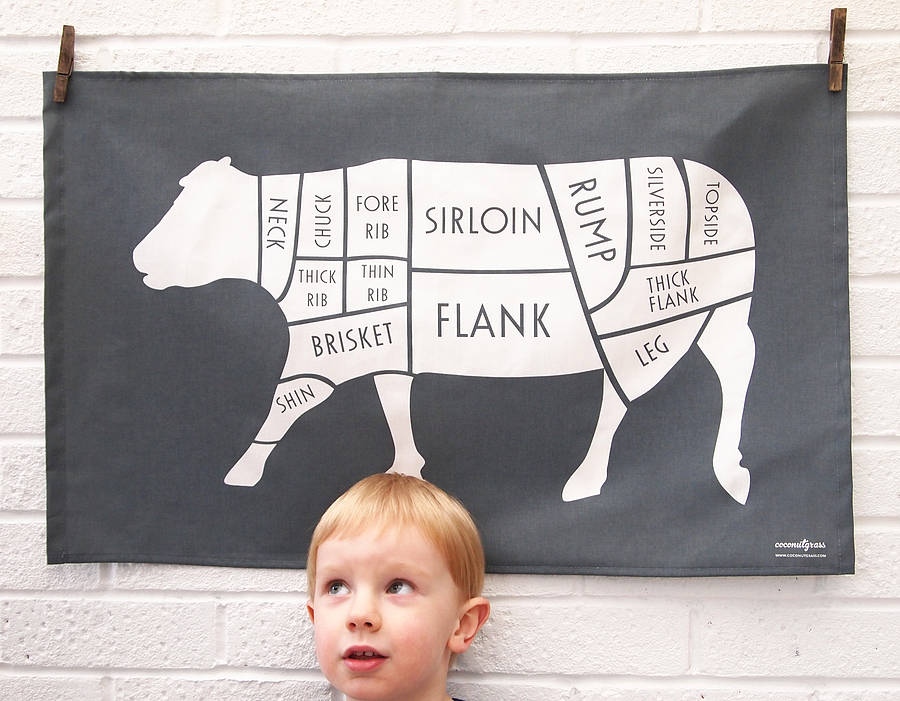 NECK
CHUCK
FORE
RIB
SIRLOIN
RUMP
SILVERSIDE
TOPSIDE
THICK
RIB
THIN
RIB
FLANK
THICK
FLANK
BRISKET
LEG
SHIN
coconutgrass
WWW.COCONUTGRASS.COM